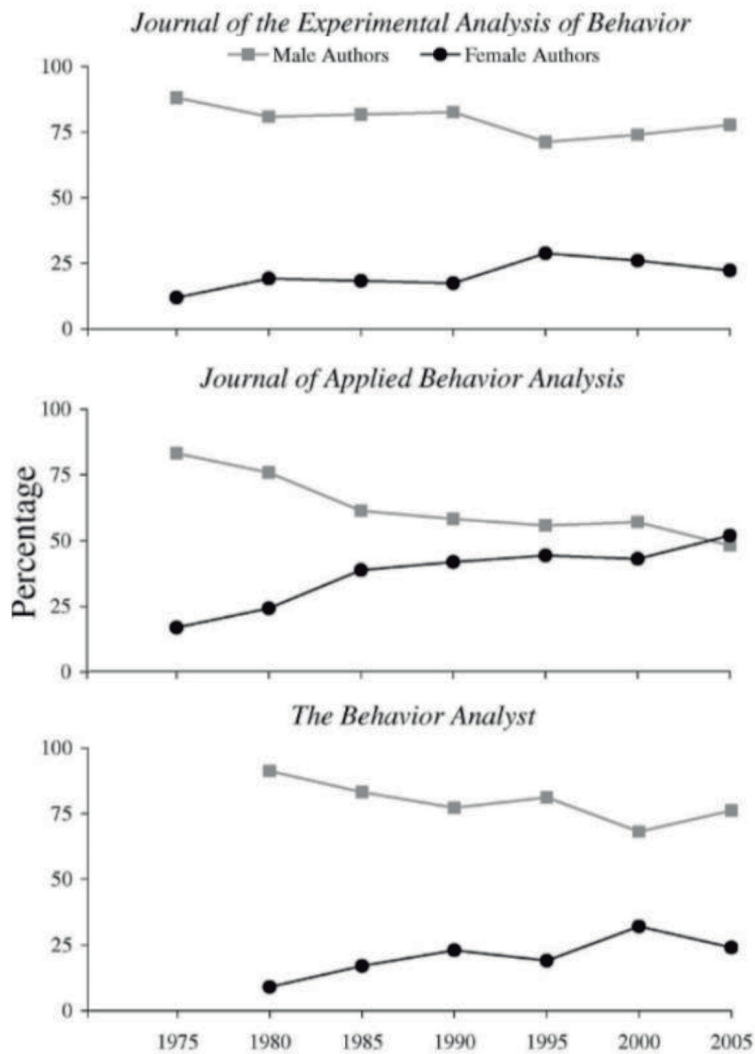 Journal of the Experimental Analysis of Behavior
Male Authors Female Authors
100
75
50
25
0
Journal of Applied Behavior Analysis
100
75
50
25
0
Percentage
The Behavior Analyst
100
75
50
25
0
1975 1980 1985 1990 1995 2000 2005